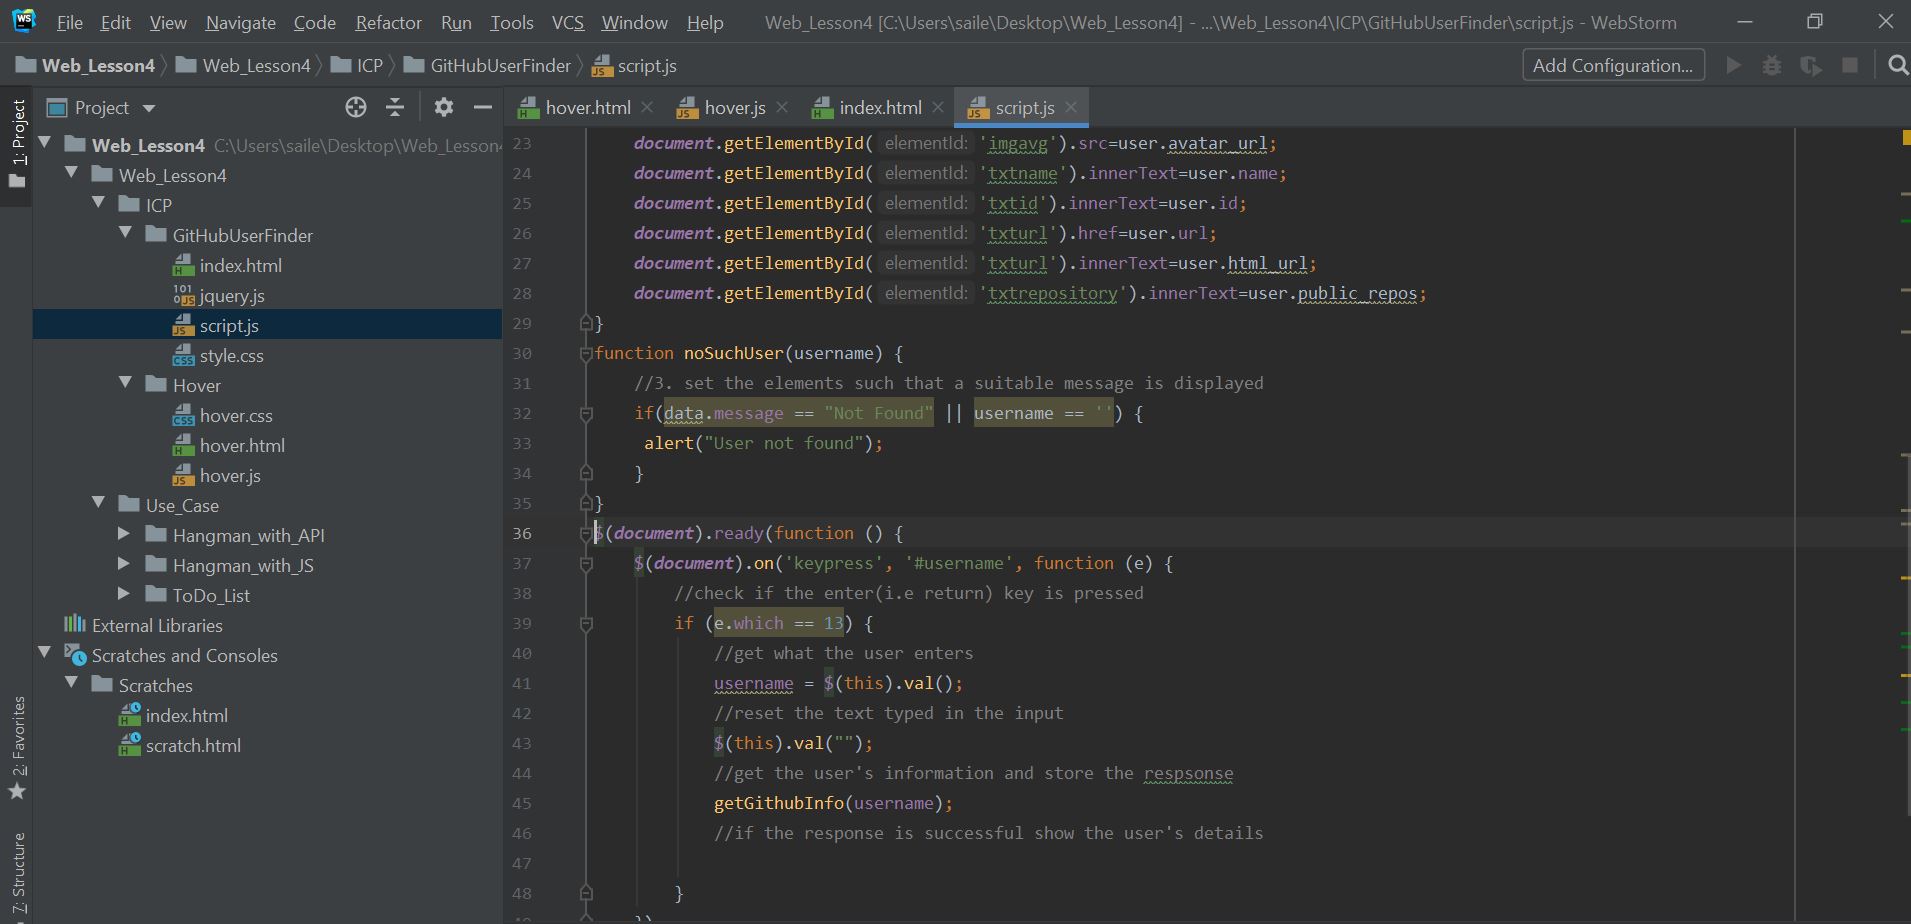 WS File Edit View Navigate Code Refactor Run Tools VCS Window Help Web_Lesson4 [C:\Users\saile\Desktop\Web_Lesson4] - ...\Web_Lesson4\ICP\GitHubUserFinder\script.js - WebStorm
Web_Lesson4 Web_Lesson4 ICP GitHubUserFinder script.js Add Configuration...
1: Project
2: Favorites
7: Structure
Project
Web_Lesson4 C:\Users\saile\Desktop\Web_Lesson4
Web_Lesson4
ICP
GitHubUserFinder
index.html
jquery.js
script.js
style.css
Hover
hover.css
hover.html
hover.js
Use_Case
Hangman_with_API
Hangman_with_JS
ToDo_List
External Libraries
Scratches and Consoles
Scratches
index.html
scratch.html
hover.html hover.js index.html script.js
23 document.getElementById( elementId: 'imgavg').src=user.avatar_url;
24 document.getElementById( elementId: 'txtname').innerText=user.name;
25 document.getElementById( elementId: 'txtid').innerText=user.id;
26 document.getElementById( elementId: 'txturl').href=user.url;
27 document.getElementById( elementId: 'txturl').innerText=user.html_url;
28 document.getElementById( elementId: 'txtrepository').innerText=user.public_repos;
29 }
30 function noSuchUser(username) {
31 //3. set the elements such that a suitable message is displayed
32 if(data.message == "Not Found" || username == '') {
33 alert("User not found");
34 }
35 }
36 $(document).ready(function () {
37 $(document).on('keypress', '#username', function (e) {
38 //check if the enter(i.e return) key is pressed
39 if (e.which == 13) {
40 //get what the user enters
41 username = $(this).val();
42 //reset the text typed in the input
43 $(this).val("");
44 //get the user's information and store the respsonse
45 getGithubInfo(username);
46 //if the response is successful show the user's details
47
48 }